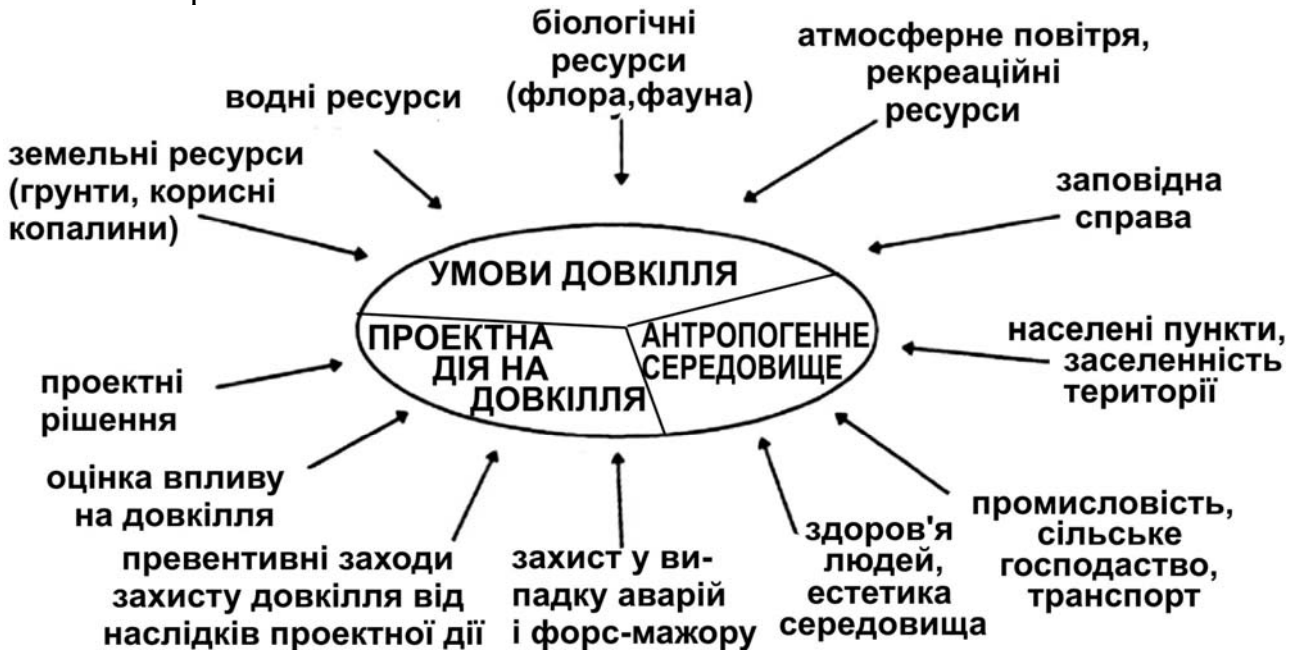 біологічні
ресурси
(флора,фауна)
атмосферне повітря,
рекреаційні
ресурси
водні ресурси
земельні ресурси
(грунти, корисні
копалини)
заповідна
справа
УМОВИ ДОВКІЛЛЯ
ПРОЕКТНА
ДІЯ НА
ДОВКІЛЛЯ
АНТРОПОГЕННЕ
СЕРЕДОВИЩЕ
населені пункти,
заселенність
території
проектні
рішення
оцінка впливу
на довкілля
превентивні заходи
захисту довкілля від
наслідків проектної дії
захист у ви-
падку аварій
і форс-мажору
здоров'я
людей,
естетика
середовища
промисловість,
сільське
господаство,
транспорт